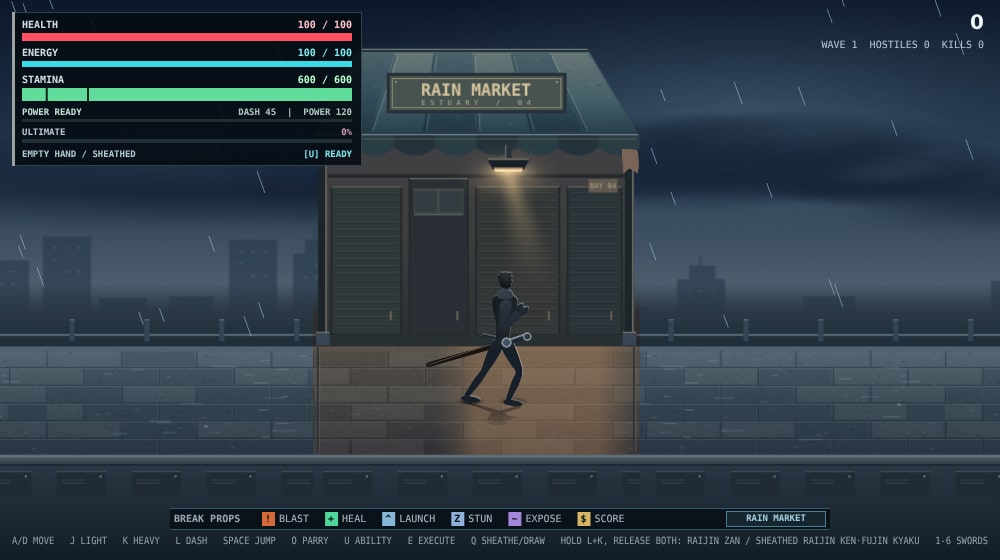 HEALTH 100 / 100
ENERGY 100 / 100
STAMINA 600 / 600
POWER READY DASH 45 | POWER 120
ULTIMATE 0%
EMPTY HAND / SHEATHED [U] READY
0
WAVE 1 HOSTILES 0 KILLS 0
RAIN MARKET
ESTUARY / 04
BAY 04
BREAK PROPS ! BLAST + HEAL ^ LAUNCH Z STUN ~ EXPOSE $ SCORE RAIN MARKET
A/D MOVE J LIGHT K HEAVY L DASH SPACE JUMP O PARRY U ABILITY E EXECUTE Q SHEATHE/DRAW HOLD L+K, RELEASE BOTH: RAIJIN ZAN / SHEATHED RAIJIN KEN·FUJIN KYAKU 1-6 SWORDS